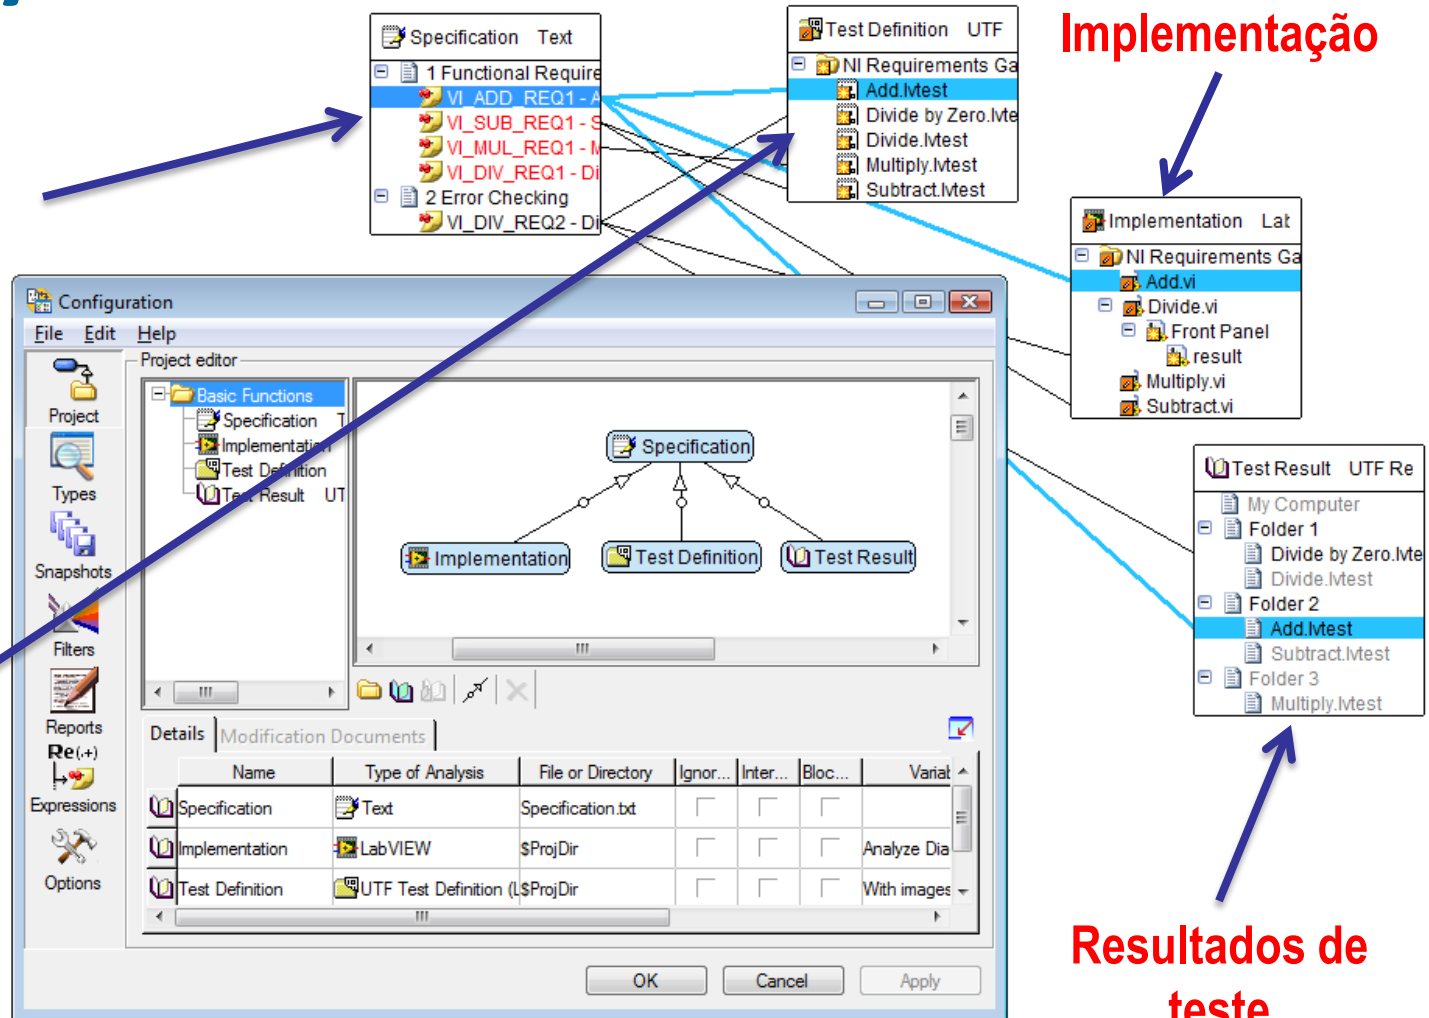 Specification Text
1 Functional Require
VI_ADD_REQ1 - A
VI_SUB_REQ1 - S
VI_MUL_REQ1 - M
VI_DIV_REQ1 - Di
2 Error Checking
VI_DIV_REQ2 - Di
Test Definition UTF
NI Requirements Ga
Add.lvtest
Divide by Zero.lvte
Divide.lvtest
Multiply.lvtest
Subtract.lvtest
Implementação
Implementation Lab
NI Requirements Ga
Add.vi
Divide.vi
Front Panel
result
Multiply.vi
Subtract.vi
Test Result UTF Re
My Computer
Folder 1
Divide by Zero.lvte
Divide.lvtest
Folder 2
Add.lvtest
Subtract.lvtest
Folder 3
Multiply.lvtest
Resultados de
teste
Configuration
File Edit Help
Project
Types
Snapshots
Filters
Reports
Re(.+)
Expressions
Options
Project editor
Basic Functions
Specification T
Implementation
Test Definition
Test Result UT
Specification
Implementation
Test Definition
Test Result
Details Modification Documents
Name Type of Analysis File or Directory Ignor... Inter... Bloc... Variab
Specification Text Specification.txt
Implementation LabVIEW $ProjDir Analyze Dia
Test Definition UTF Test Definition (L $ProjDir With images
OK Cancel Apply